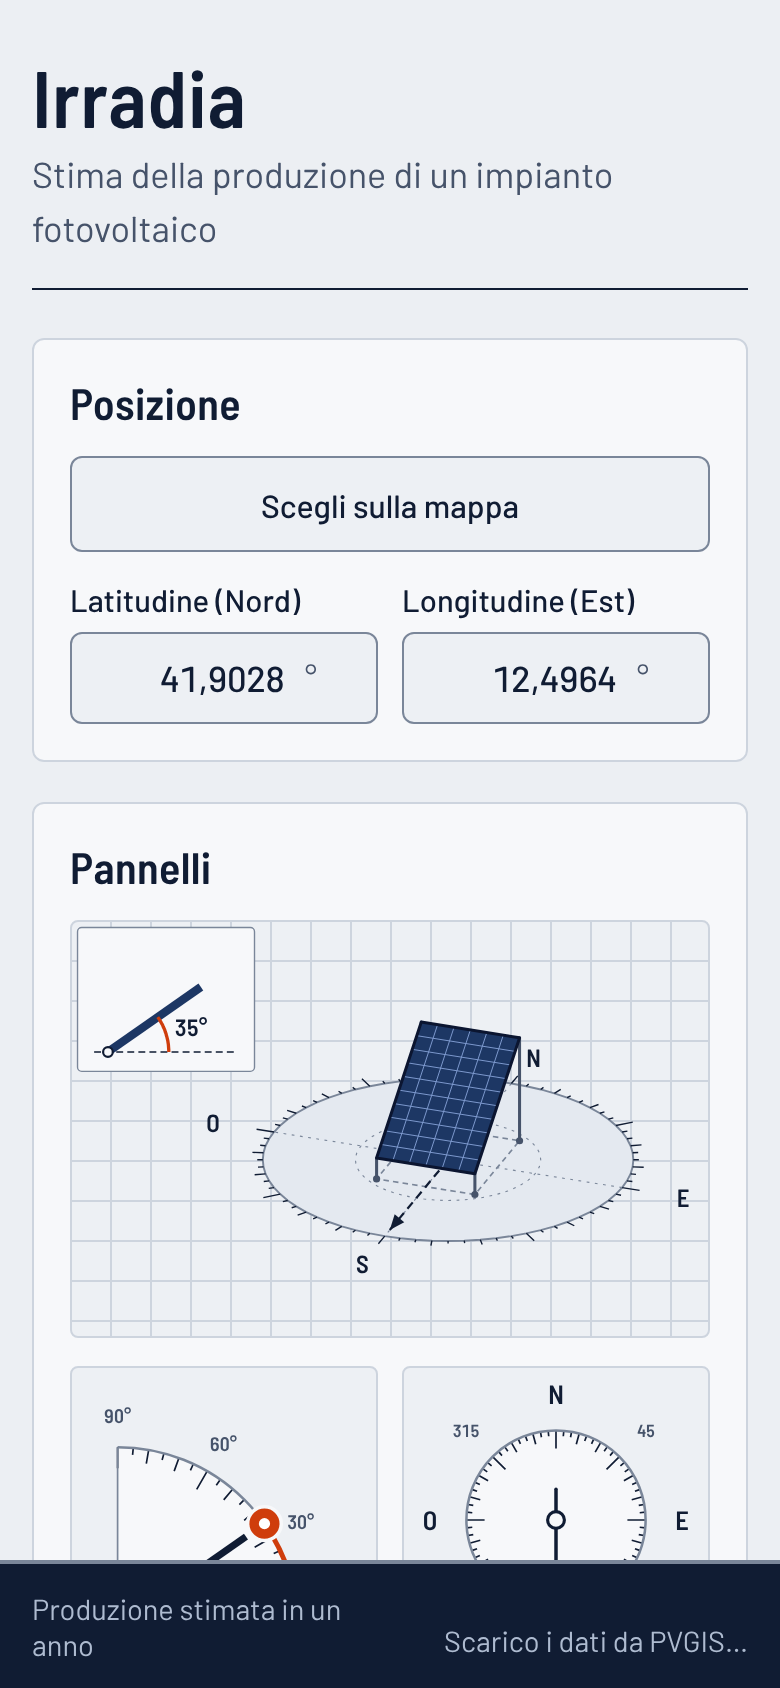 Irradia
Stima della produzione di un impianto
fotovoltaico
Posizione
Scegli sulla mappa
Latitudine (Nord)
Longitudine (Est)
41,9028 °
12,4964 °
Pannelli
35°
N
O
E
S
90°
60°
30°
N
315
45
O
E
Produzione stimata in un
anno
Scarico i dati da PVGIS...